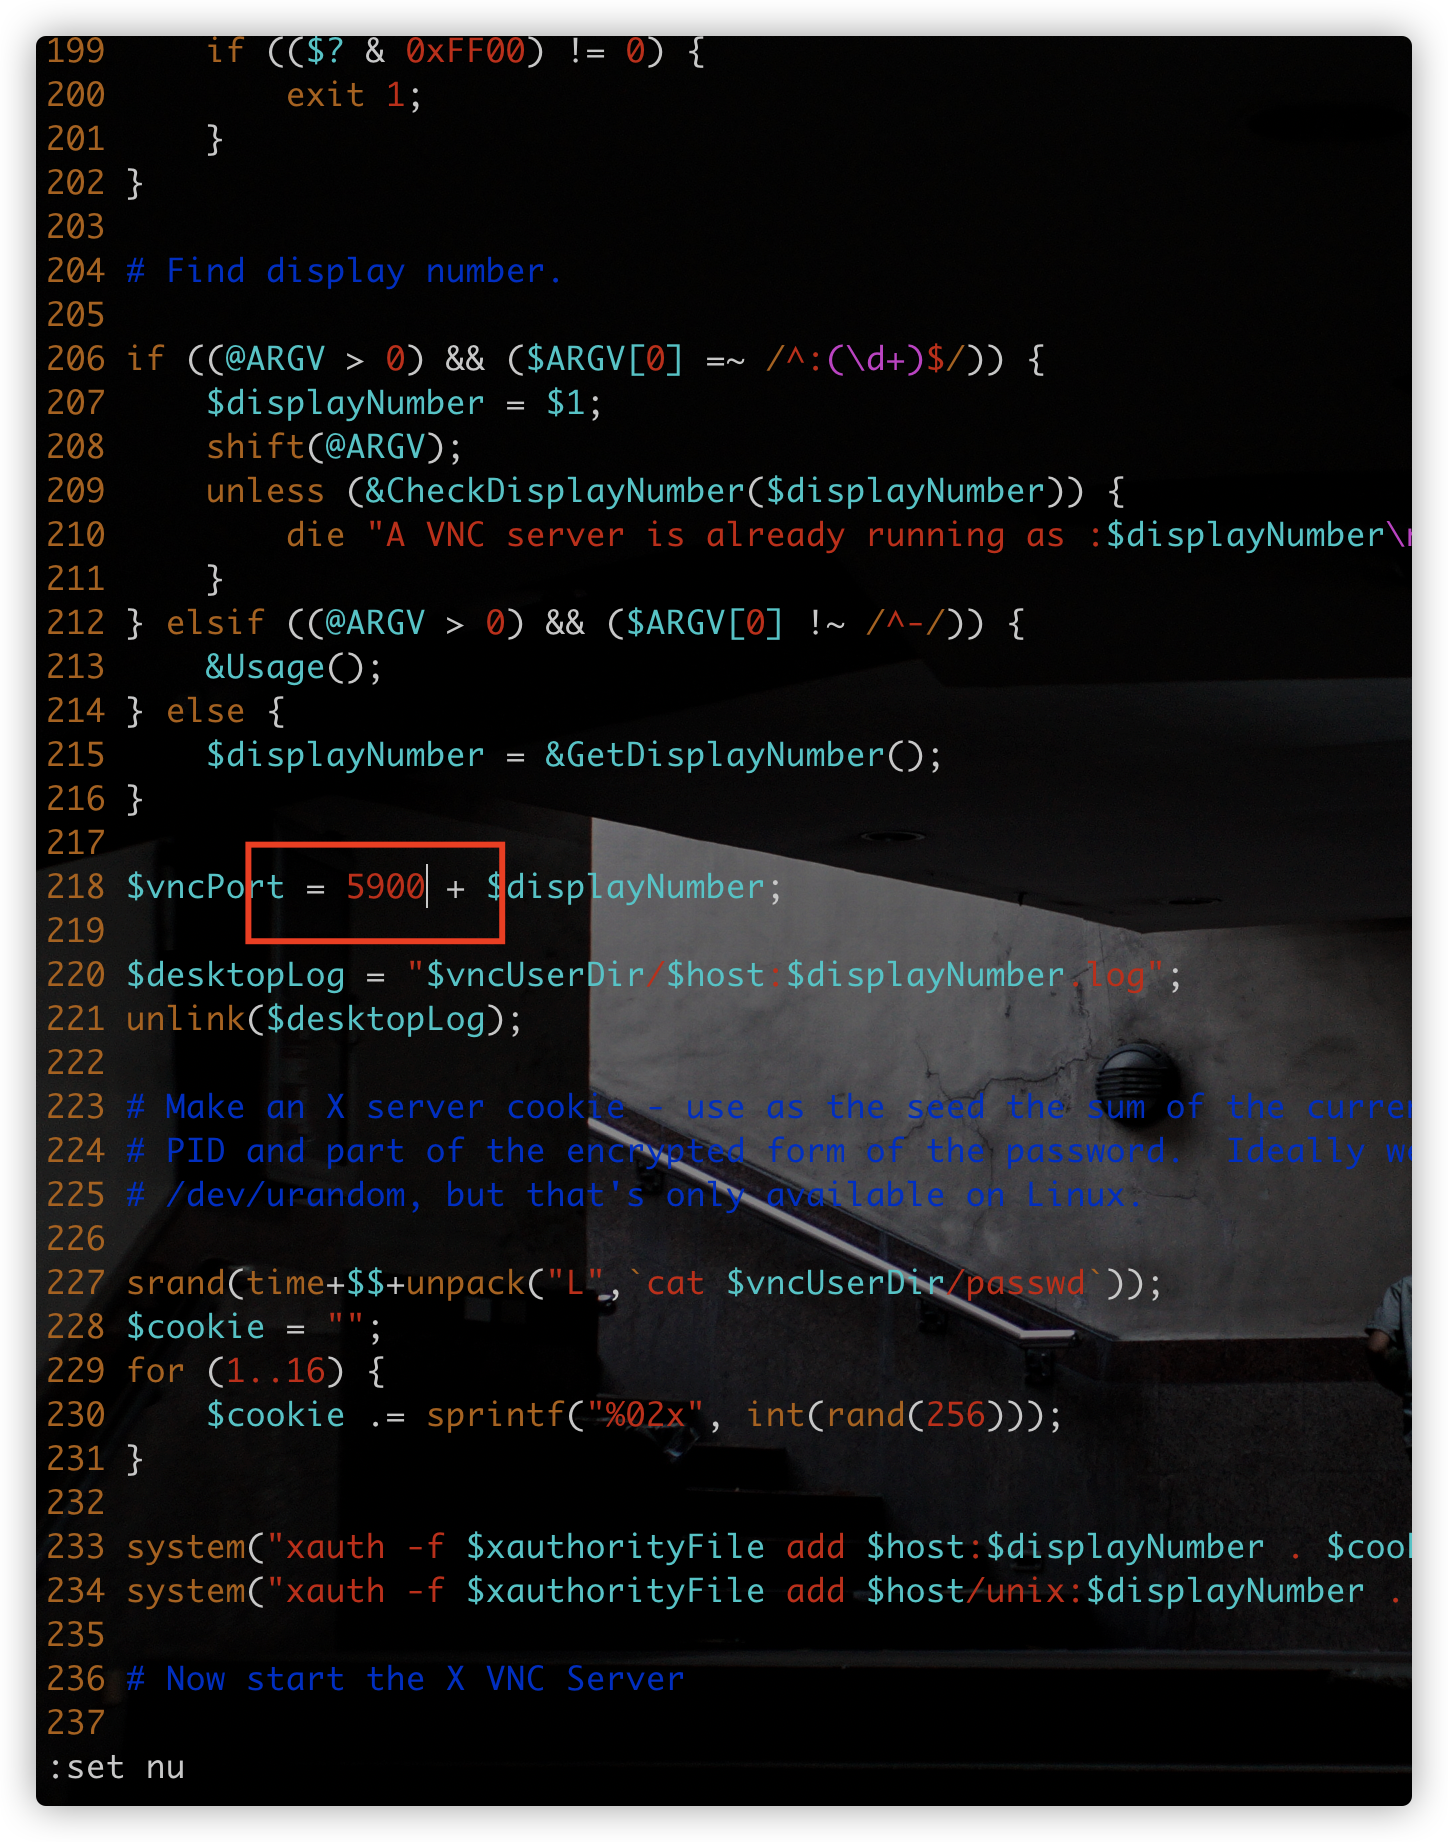 199     if (($? & 0xFF00) != 0) {
200         exit 1;
201     }
202 }
203
204 # Find display number.
205
206 if ((@ARGV > 0) && ($ARGV[0] =~ /^:(\d+)$/)) {
207     $displayNumber = $1;
208     shift(@ARGV);
209     unless (&CheckDisplayNumber($displayNumber)) {
210         die "A VNC server is already running as :$displayNumber\
211     }
212 } elsif ((@ARGV > 0) && ($ARGV[0] !~ /^-/)) {
213     &Usage();
214 } else {
215     $displayNumber = &GetDisplayNumber();
216 }
217
218 $vncPort = 5900 + $displayNumber;
219
220 $desktopLog = "$vncUserDir/$host:$displayNumber.log";
221 unlink($desktopLog);
222
223 # Make an X server cookie - use as the seed the sum of the
224 # PID and part of the encrypted form of the password.  Ideally
225 # /dev/urandom, but that's only available on Linux.
226
227 srand(time+$$+unpack("L",`cat $vncUserDir/passwd`));
228 $cookie = "";
229 for (1..16) {
230     $cookie .= sprintf("%02x", int(rand(256)));
231 }
232
233 system("xauth -f $xauthorityFile add $host:$displayNumber .
234 system("xauth -f $xauthorityFile add $host/unix:$displayNumber .
235
236 # Now start the X VNC Server
237
:set nu